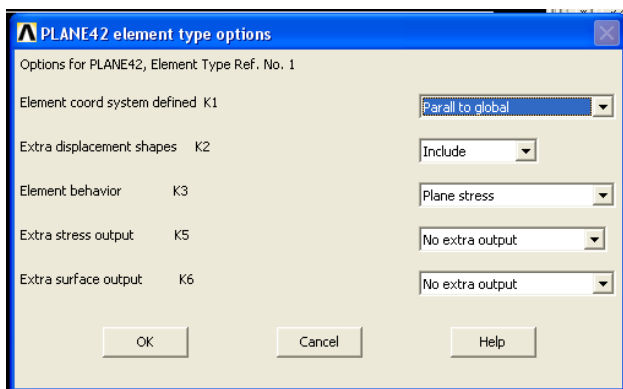 PLANE42 element type options
Options for PLANE42, Element Type Ref. No. 1
Element coord system defined K1 Parall to global
Extra displacement shapes K2 Include
Element behavior K3 Plane stress
Extra stress output K5 No extra output
Extra surface output K6 No extra output
OK Cancel Help